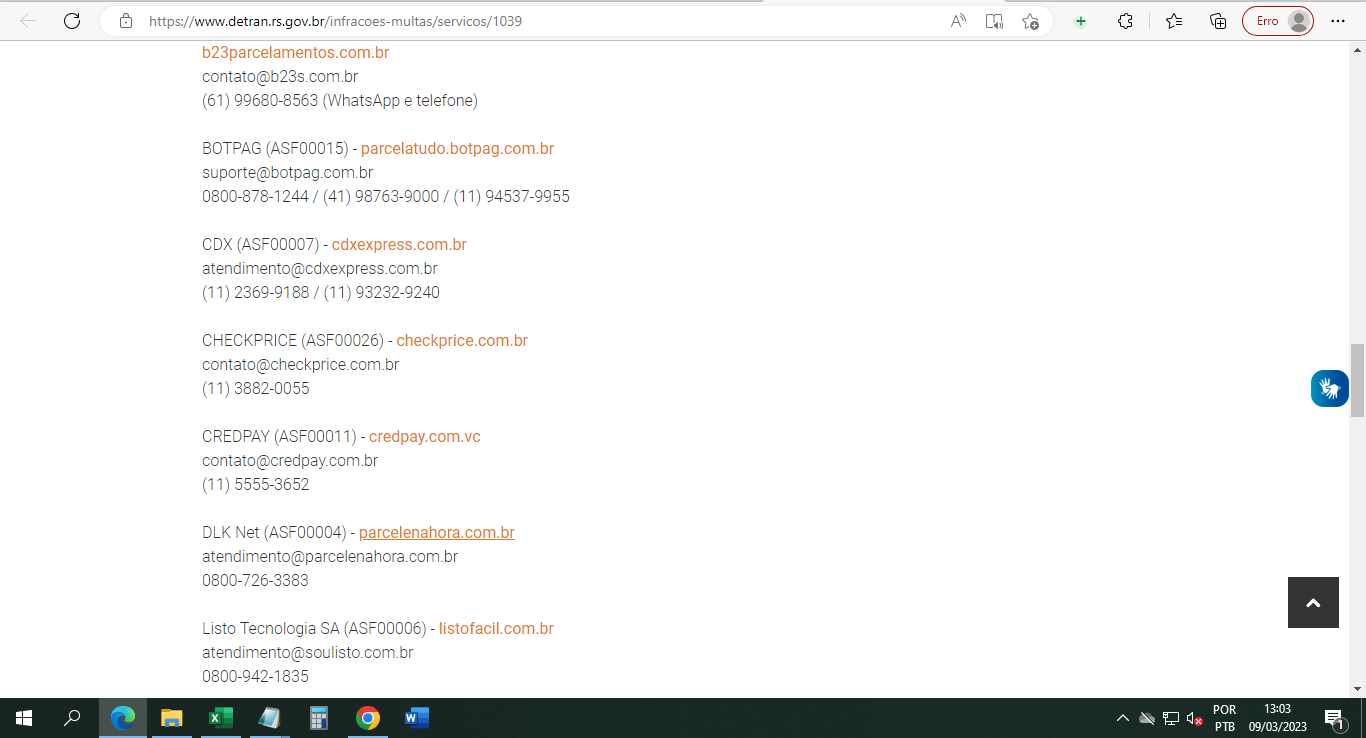 https://www.detran.rs.gov.br/infracoes-multas/servicos/1039
Erro
b23parcelamentos.com.br
contato@b23s.com.br
(61) 99680-8563 (WhatsApp e telefone)
BOTPAG (ASF00015) - parcelatudo.botpag.com.br
suporte@botpag.com.br
0800-878-1244 / (41) 98763-9000 / (11) 94537-9955
CDX (ASF00007) - cdxexpress.com.br
atendimento@cdxexpress.com.br
(11) 2369-9188 / (11) 93232-9240
CHECKPRICE (ASF00026) - checkprice.com.br
contato@checkprice.com.br
(11) 3882-0055
CREDPAY (ASF00011) - credpay.com.vc
contato@credpay.com.br
(11) 5555-3652
DLK Net (ASF00004) - parcelenahora.com.br
atendimento@parcelenahora.com.br
0800-726-3383
Listo Tecnologia SA (ASF00006) - listofacil.com.br
atendimento@soulisto.com.br
0800-942-1835
POR
PTB
13:03
09/03/2023
1